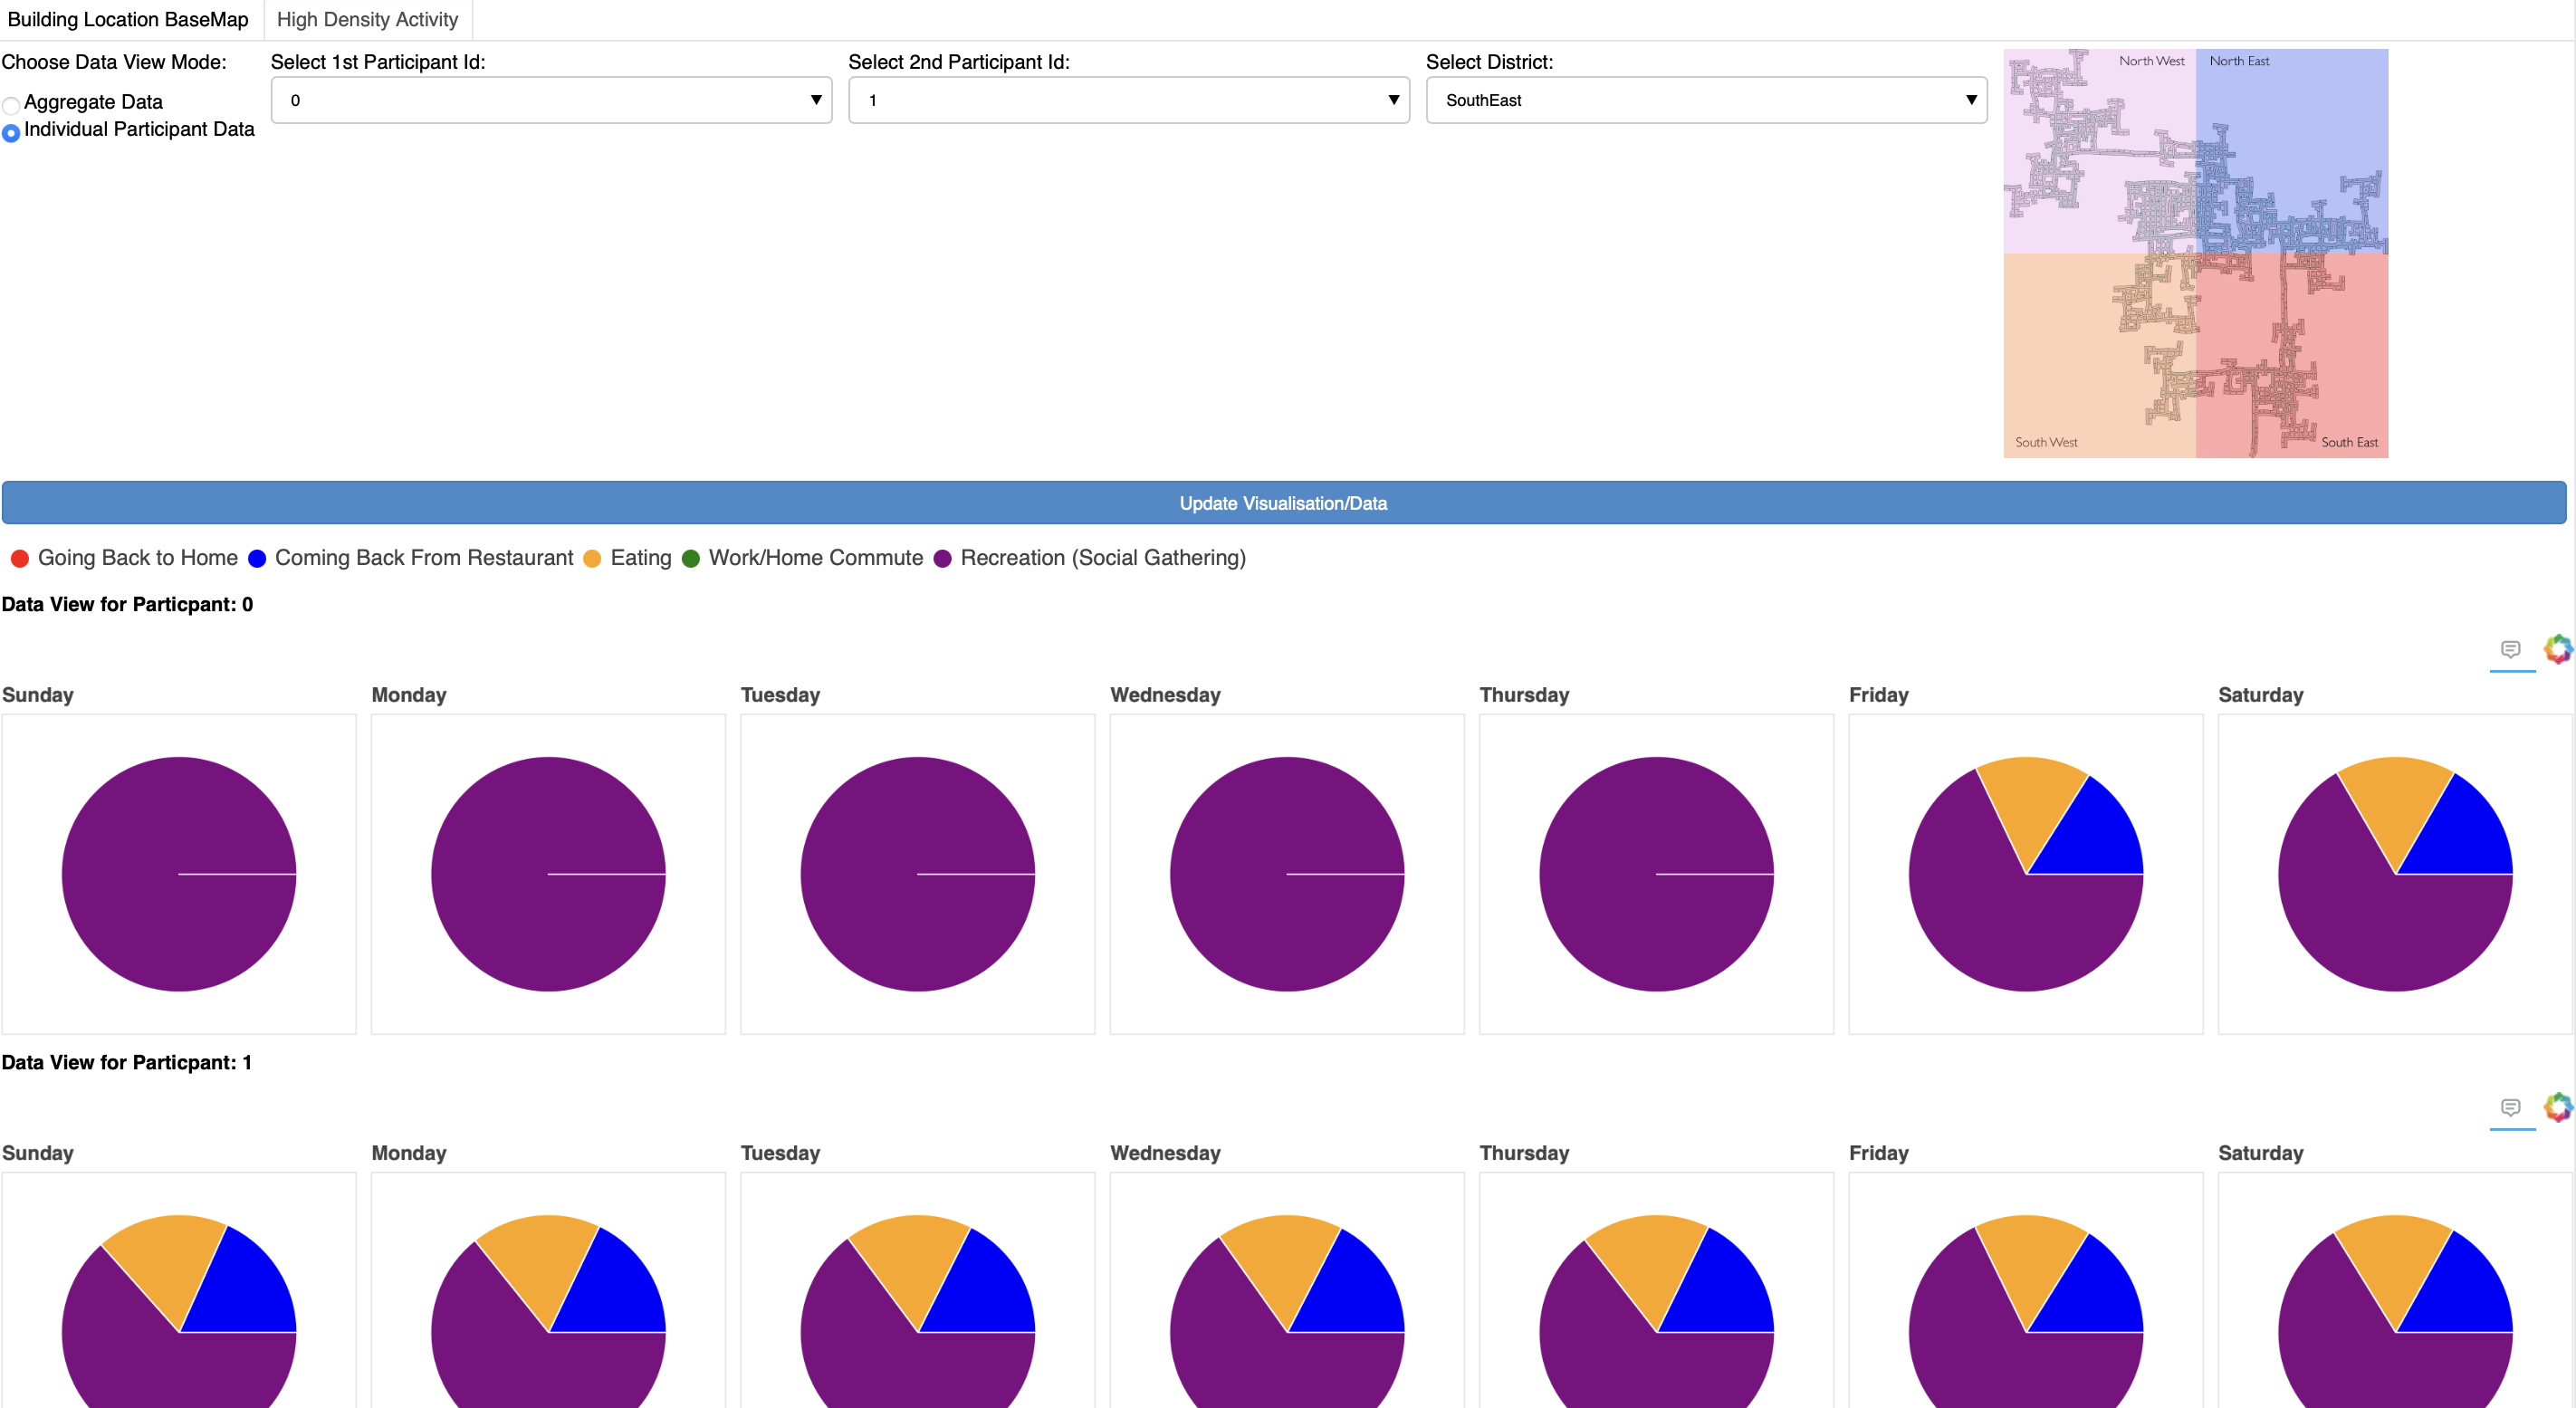 Building Location BaseMap High Density Activity
Choose Data View Mode: Select 1st Participant Id: Select 2nd Participant Id: Select District:
Aggregate Data 0 1 SouthEast
Individual Participant Data
North West North East
South West South East
Update Visualisation/Data
Going Back to Home Coming Back From Restaurant Eating Work/Home Commute Recreation (Social Gathering)
Data View for Particpant: 0
Sunday Monday Tuesday Wednesday Thursday Friday Saturday
Data View for Particpant: 1
Sunday Monday Tuesday Wednesday Thursday Friday Saturday